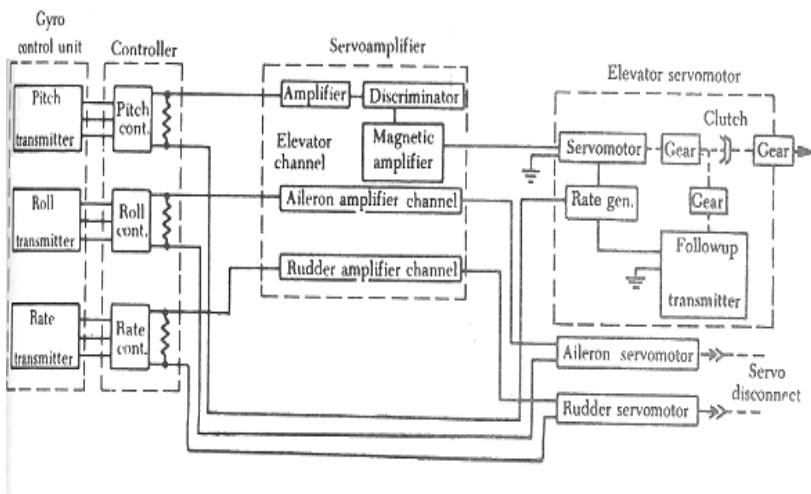 Gyro
control unit
Controller
Servoamplifier
Elevator servomotor
Pitch
transmitter
Pitch
cont.
Amplifier
Discriminator
Magnetic
amplifier
Elevator
channel
Servomotor
Gear
Clutch
Gear
Rate gen.
Gear
Followup
transmitter
Roll
transmitter
Roll
cont.
Aileron amplifier channel
Rudder amplifier channel
Rate
transmitter
Rate
cont.
Aileron servomotor
Rudder servomotor
Servo
disconnect